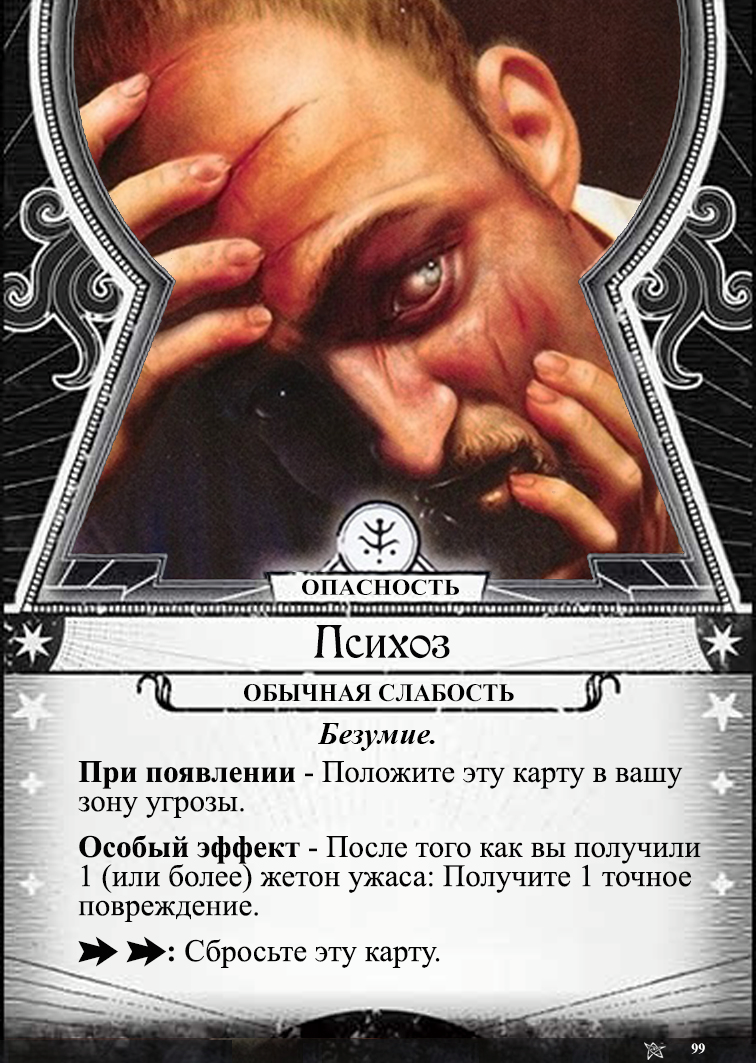 ОПАСНОСТЬ
Психоз
ОБЫЧНАЯ СЛАБОСТЬ
Безумие.
При появлении - Положите эту карту в вашу
зону угрозы.
Особый эффект - После того как вы получили
1 (или более) жетон ужаса: Получите 1 точное
повреждение.
: Сбросьте эту карту.
99